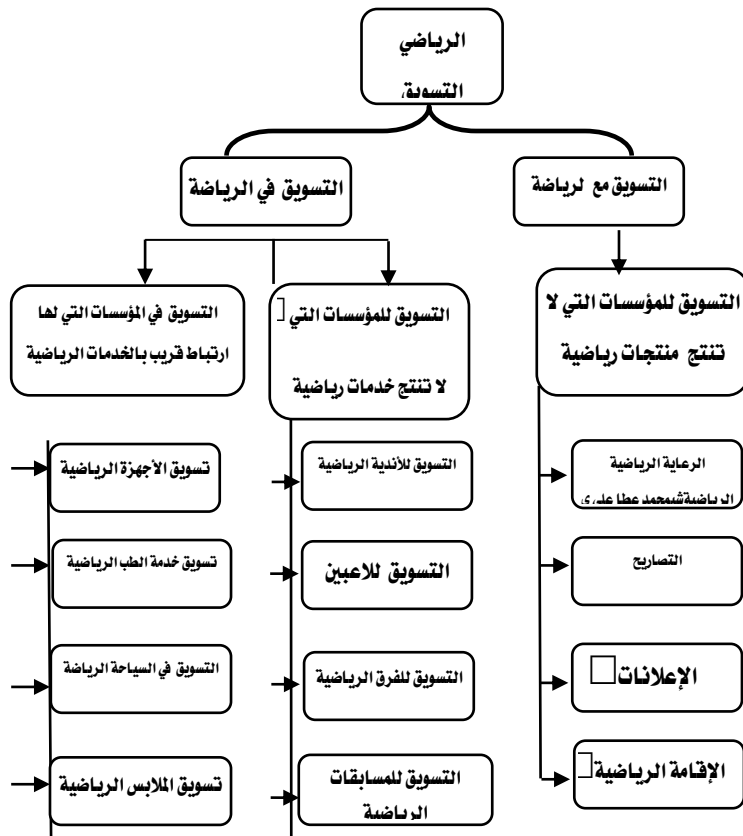 الرياضي
التسويق
التسويق مع لرياضة
التسويق في الرياضة
التسويق للمؤسسات التي لا
تنتج منتجات رياضية
التسويق للمؤسسات التي
لا تنتج خدمات رياضية
التسويق في المؤسسات التي لها
ارتباط قريب بالخدمات الرياضية
الرعاية الرياضية
التصاريح
الإعلانات
الإقامة الرياضية
التسويق للأندية الرياضية
التسويق للاعبين
التسويق للفرق الرياضية
التسويق للمسابقات
الرياضية
تسويق الأجهزة الرياضية
تسويق خدمة الطب الرياضية
التسويق في السياحة الرياضة
تسويق الملابس الرياضية